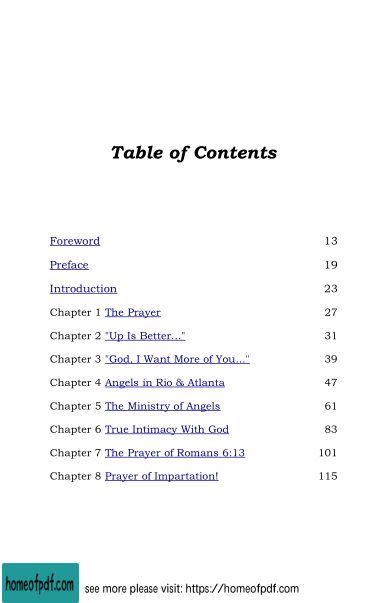 Table of Contents
Foreword 13
Preface 19
Introduction 23
Chapter 1 The Prayer 27
Chapter 2 "Up Is Better..." 31
Chapter 3 "God, I Want More of You..." 39
Chapter 4 Angels in Rio & Atlanta 47
Chapter 5 The Ministry of Angels 61
Chapter 6 True Intimacy With God 83
Chapter 7 The Prayer of Romans 6:13 101
Chapter 8 Prayer of Impartation! 115
homeofpdf.com see more please visit: https://homeofpdf.com